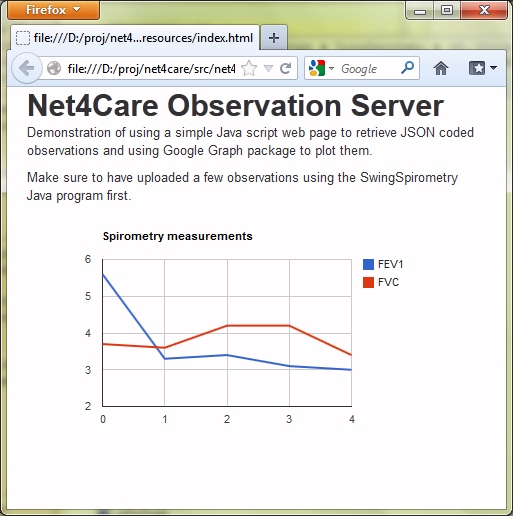 Firefox
file:///D:/proj/net4...resources/index.html
file:///D:/proj/net4care/src/net4
Google
Net4Care Observation Server
Demonstration of using a simple Java script web page to retrieve JSON coded
observations and using Google Graph package to plot them.
Make sure to have uploaded a few observations using the SwingSpirometry
Java program first.
Spirometry measurements
6
5
4
3
2
0 1 2 3 4
FEV1
FVC